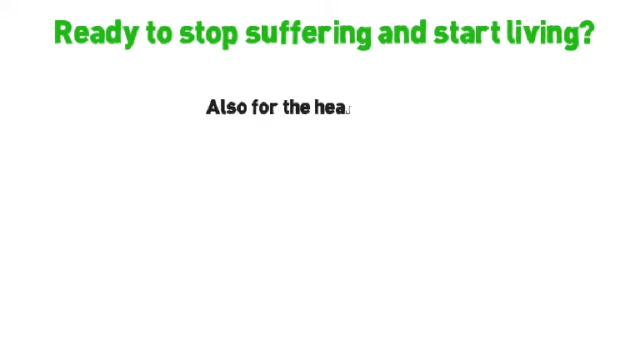 Ready to stop suffering and start living?
Also for the hea